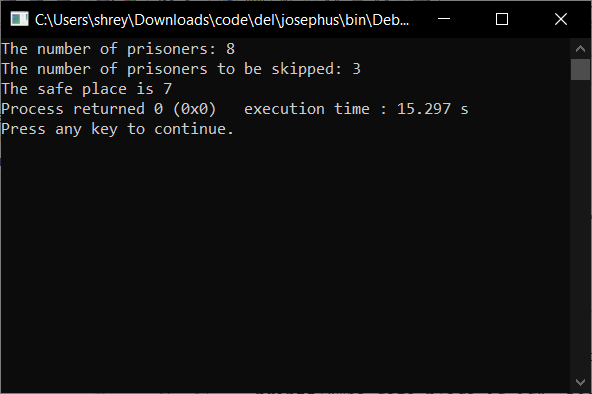 C:\Users\shrey\Downloads\code\del\josephus\bin\Deb...
The number of prisoners: 8
The number of prisoners to be skipped: 3
The safe place is 7
Process returned 0 (0x0)   execution time : 15.297 s
Press any key to continue.